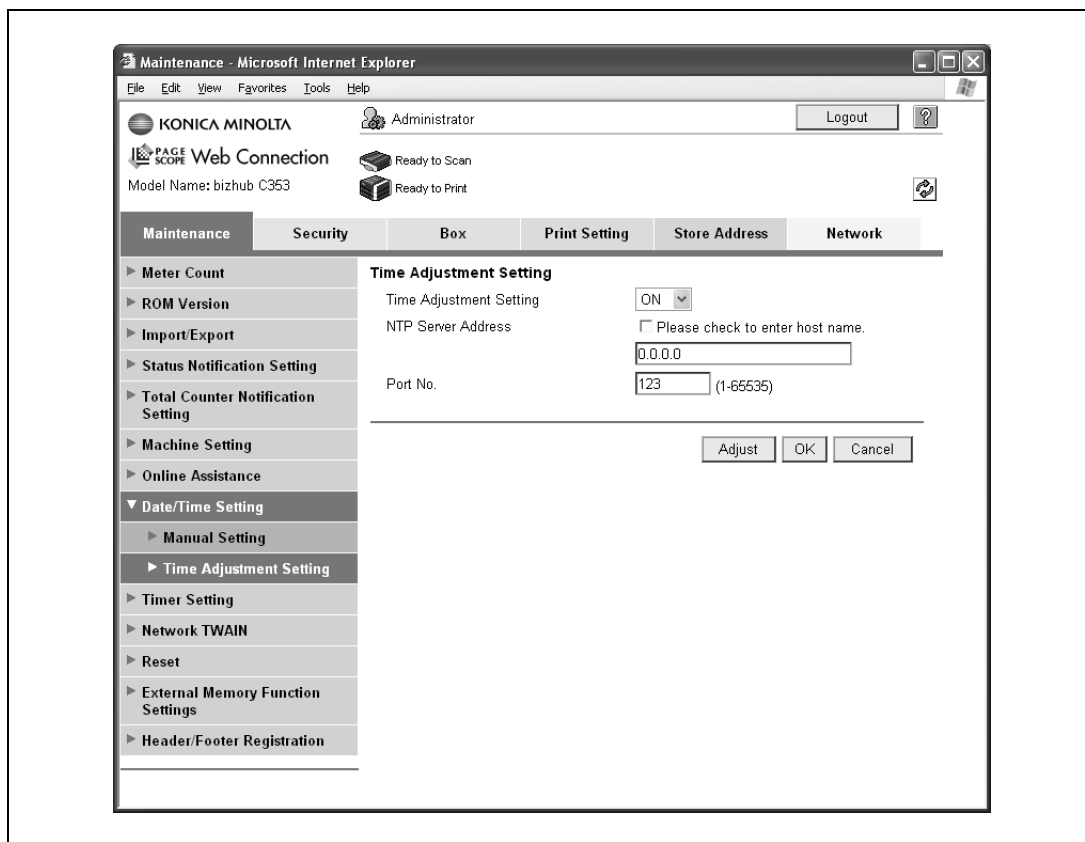 Maintenance - Microsoft Internet Explorer
File Edit View Favorites Tools Help
KONICA MINOLTA
Administrator
Logout
?
PAGE SCOPE Web Connection
Ready to Scan
Model Name: bizhub C353
Ready to Print
Maintenance Security Box Print Setting Store Address Network
Meter Count
ROM Version
Import/Export
Status Notification Setting
Total Counter Notification
Setting
Machine Setting
Online Assistance
Date/Time Setting
Manual Setting
Time Adjustment Setting
Timer Setting
Network TWAIN
Reset
External Memory Function
Settings
Header/Footer Registration
Time Adjustment Setting
Time Adjustment Setting ON
NTP Server Address Please check to enter host name.
0.0.0.0
Port No. 123 (1-65535)
Adjust OK Cancel